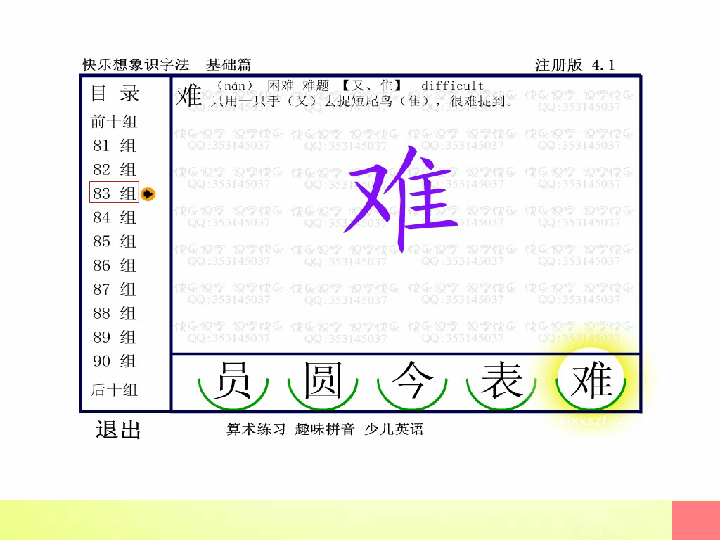 快乐想象识字法 基础篇 注册版 4.1
目 录
前十组
81 组
82 组
83 组
84 组
85 组
86 组
87 组
88 组
89 组
90 组
后十组
退出
难 （nán） 困难 难题 【又、隹】 difficult
只用一只手（又）去捉短尾鸟（隹），很难捉到。
难
员 圆 今 表 难
算术练习 趣味拼音 少儿英语
QQ:353145037